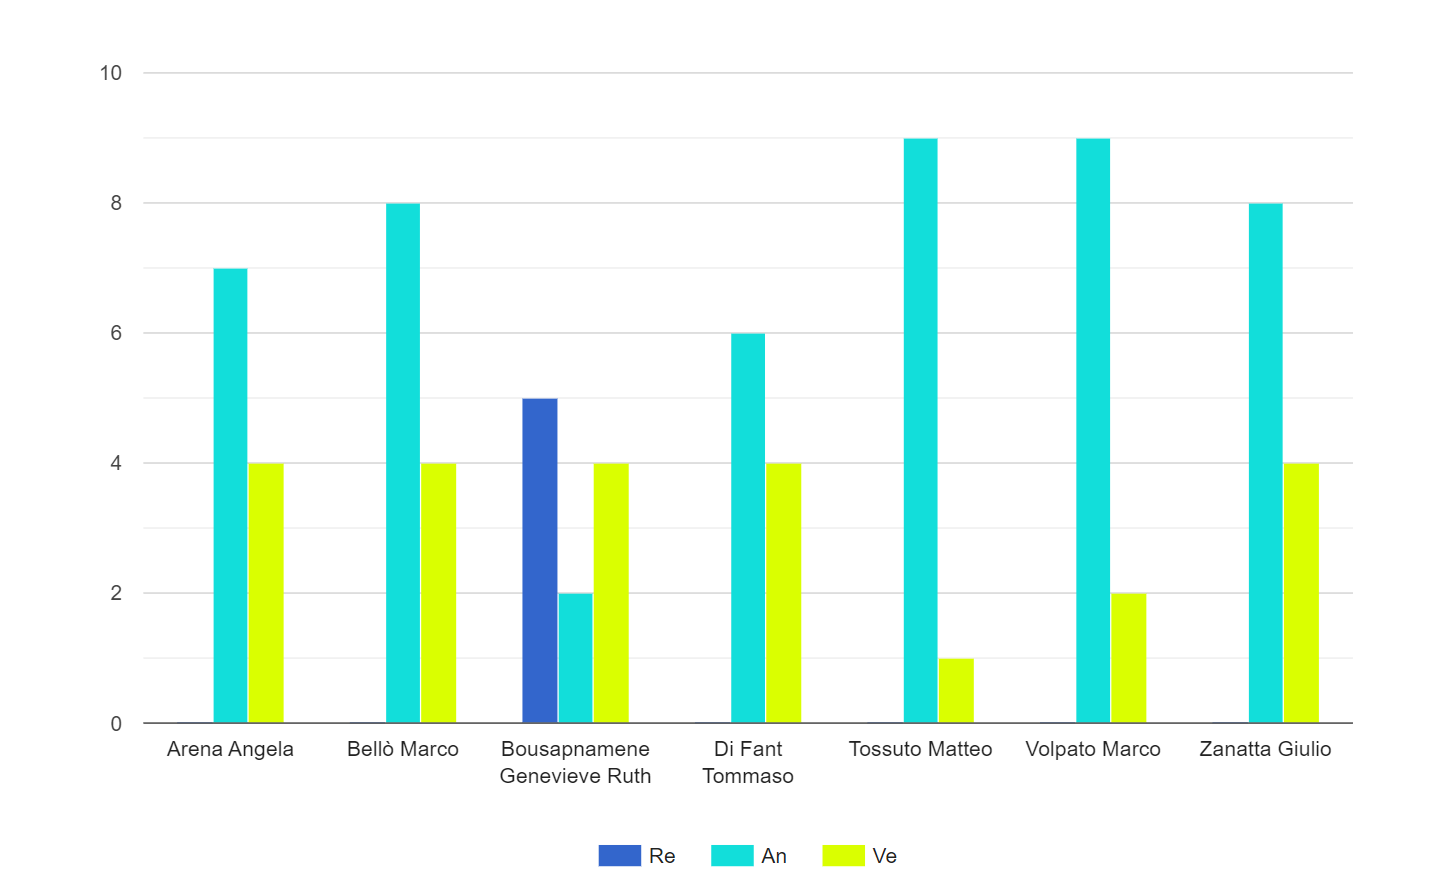 10
8
6
4
2
0
Arena Angela
Bellò Marco
Bousapnamene
Genevieve Ruth
Di Fant
Tommaso
Tossuto Matteo
Volpato Marco
Zanatta Giulio
Re
An
Ve